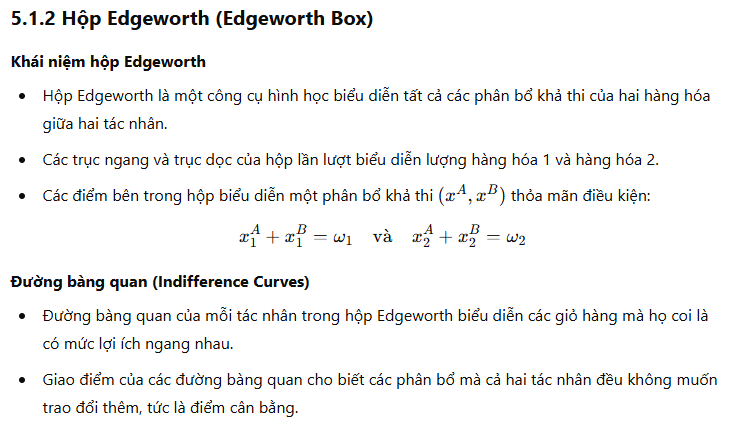 5.1.2 Hộp Edgeworth (Edgeworth Box)
Khái niệm hộp Edgeworth
• Hộp Edgeworth là một công cụ hình học biểu diễn tất cả các phân bổ khả thi của hai hàng hóa
giữa hai tác nhân.
• Các trục ngang và trục dọc của hộp lần lượt biểu diễn lượng hàng hóa 1 và hàng hóa 2.
• Các điểm bên trong hộp biểu diễn một phân bổ khả thi (x^A, x^B) thỏa mãn điều kiện:
x_1^A + x_1^B = ω_1 và x_2^A + x_2^B = ω_2
Đường bàng quan (Indifference Curves)
• Đường bàng quan của mỗi tác nhân trong hộp Edgeworth biểu diễn các giỏ hàng mà họ coi là
có mức lợi ích ngang nhau.
• Giao điểm của các đường bàng quan cho biết các phân bổ mà cả hai tác nhân đều không muốn
trao đổi thêm, tức là điểm cân bằng.